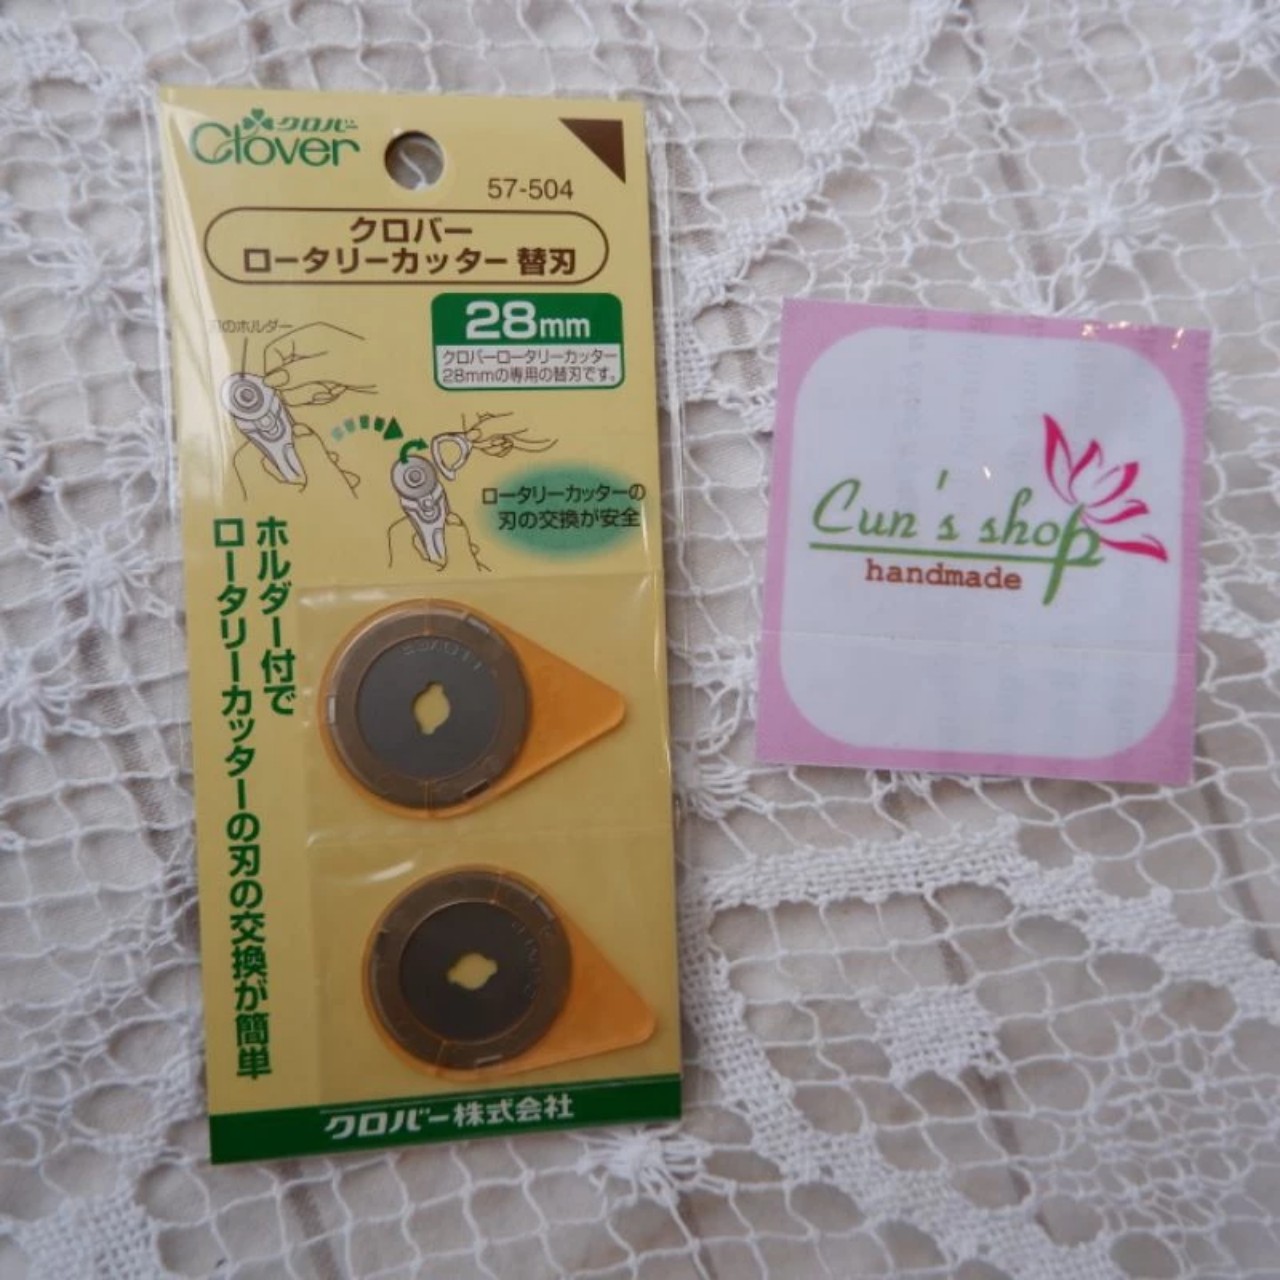 クロバー
Clover
57-504
クロバー
ロータリーカッター 替刃
28mm
クロバーロータリーカッター
28mmの専用の替刃です。
刃のホルダー
ロータリーカッターの
刃の交換が安全
ホルダー付で
ロータリーカッターの刃の交換が簡単
クロバー株式会社
Cun's shop
handmade